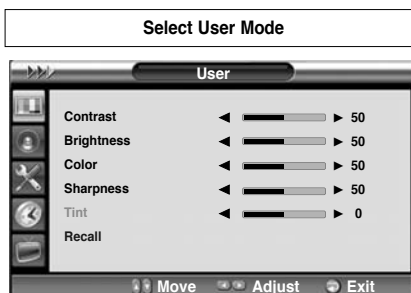 Select User Mode
User
Contrast 50
Brightness 50
Color 50
Sharpness 50
Tint 0
Recall
Move Adjust Exit